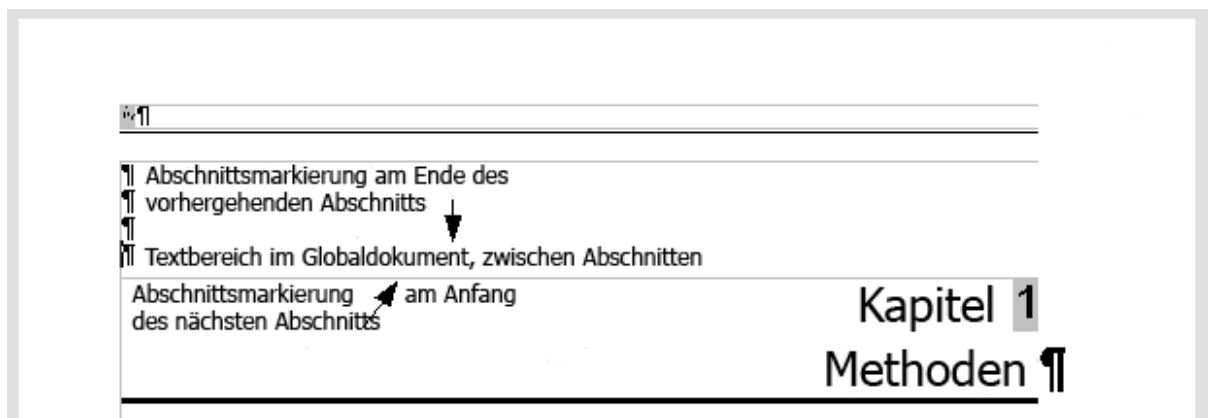 iv¶
¶ Abschnittsmarkierung am Ende des
¶ vorhergehenden Abschnitts
¶
¶ Textbereich im Globaldokument, zwischen Abschnitten
Abschnittsmarkierung am Anfang
des nächsten Abschnitts
Kapitel 1
Methoden ¶